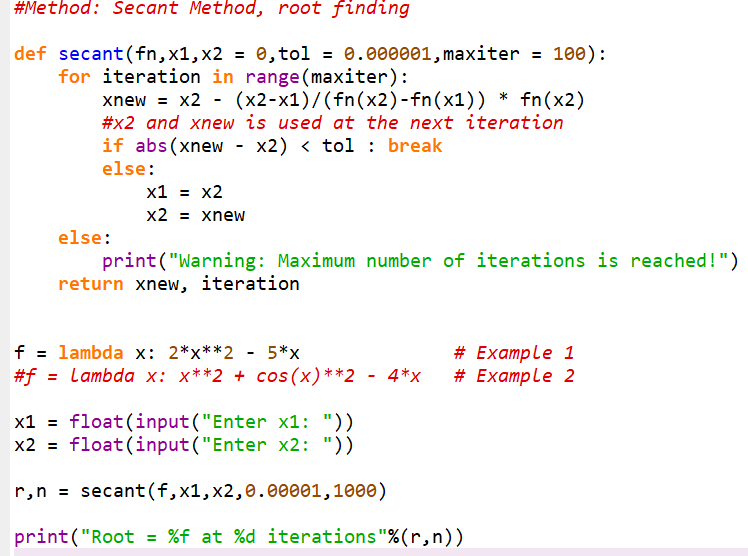 #Method: Secant Method, root finding
def secant(fn,x1,x2 = 0,tol = 0.000001,maxiter = 100):
    for iteration in range(maxiter):
        xnew = x2 - (x2-x1)/(fn(x2)-fn(x1)) * fn(x2)
        #x2 and xnew is used at the next iteration
        if abs(xnew - x2) < tol : break
        else:
            x1 = x2
            x2 = xnew
    else:
        print("Warning: Maximum number of iterations is reached!")
    return xnew, iteration
f = lambda x: 2*x**2 - 5*x              # Example 1
#f = lambda x: x**2 + cos(x)**2 - 4*x   # Example 2
x1 = float(input("Enter x1: "))
x2 = float(input("Enter x2: "))
r,n = secant(f,x1,x2,0.00001,1000)
print("Root = %f at %d iterations"%(r,n))